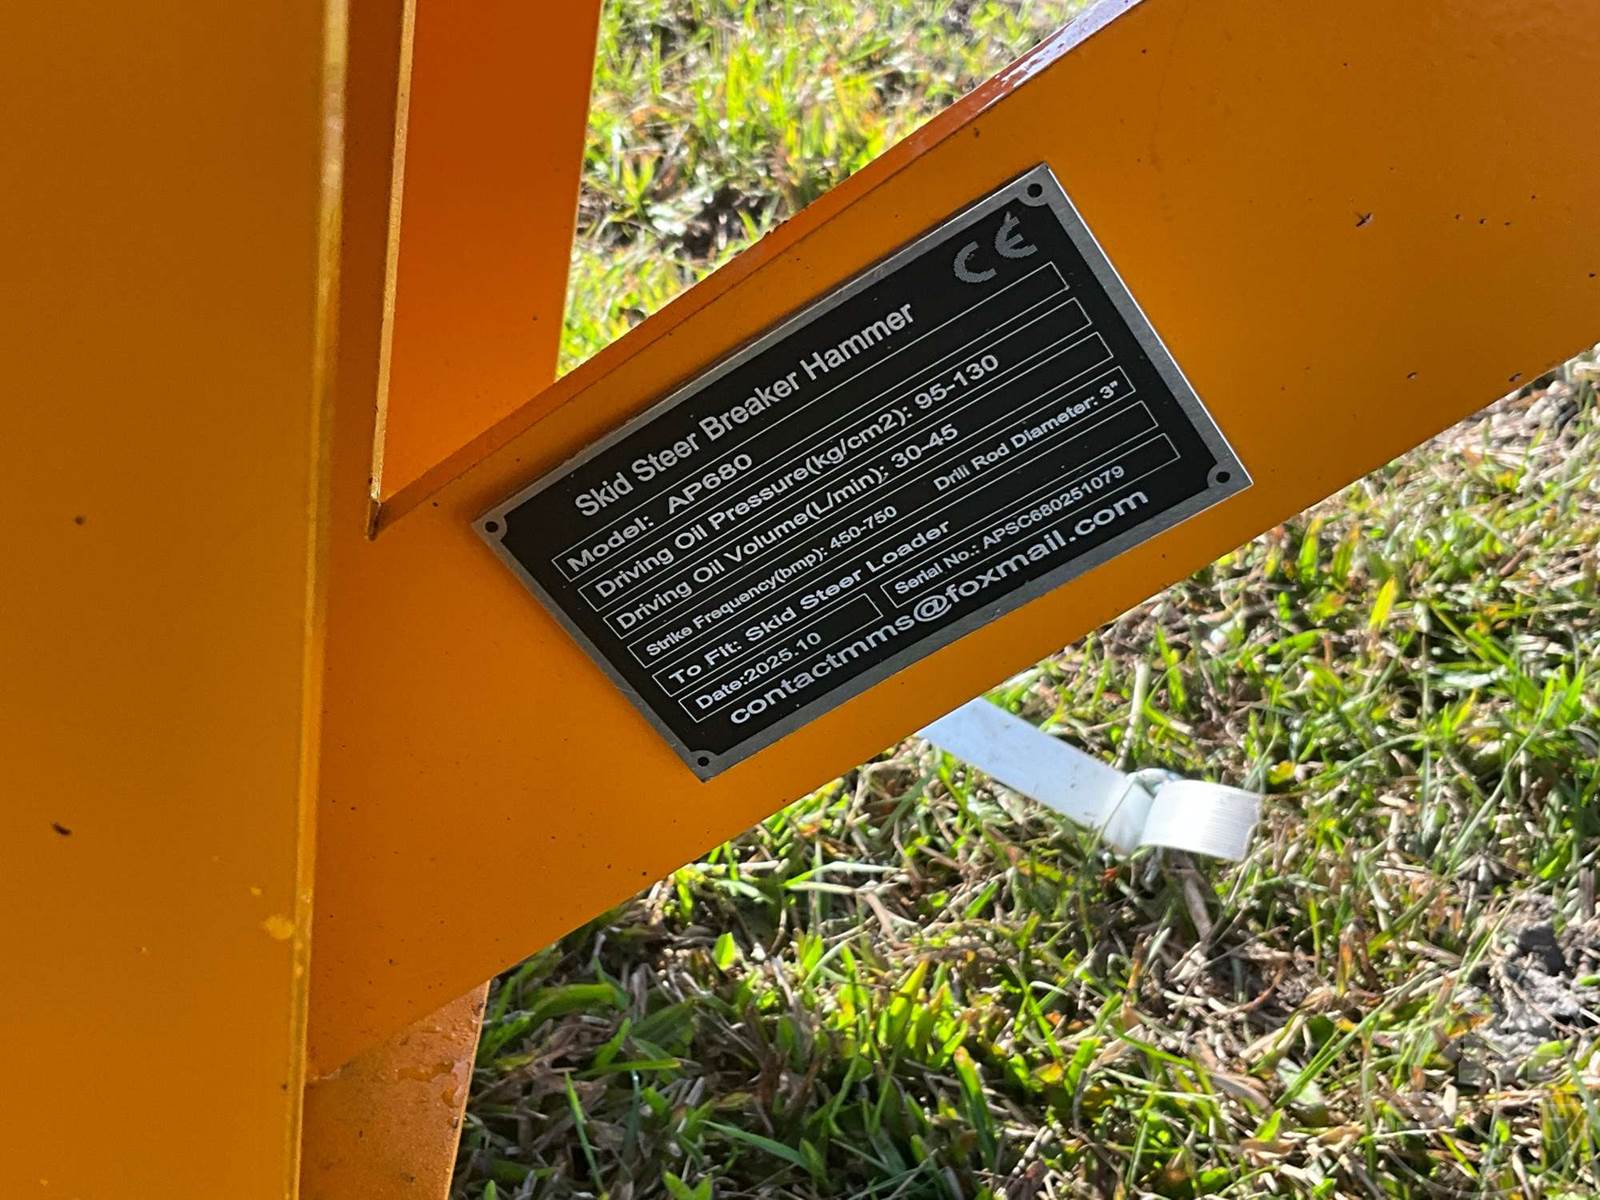 CE
Skid Steer Breaker Hammer
Model: AP680
Driving Oil Pressure(kg/cm2): 95-130
Driving Oil Volume(L/min): 30-45
Strike Frequency(bmp): 450-750 Drill Rod Diameter: 3"
To Fit: Skid Steer Loader
Date:2025.10 Serial No.: APSC680251079
contactmms@foxmail.com